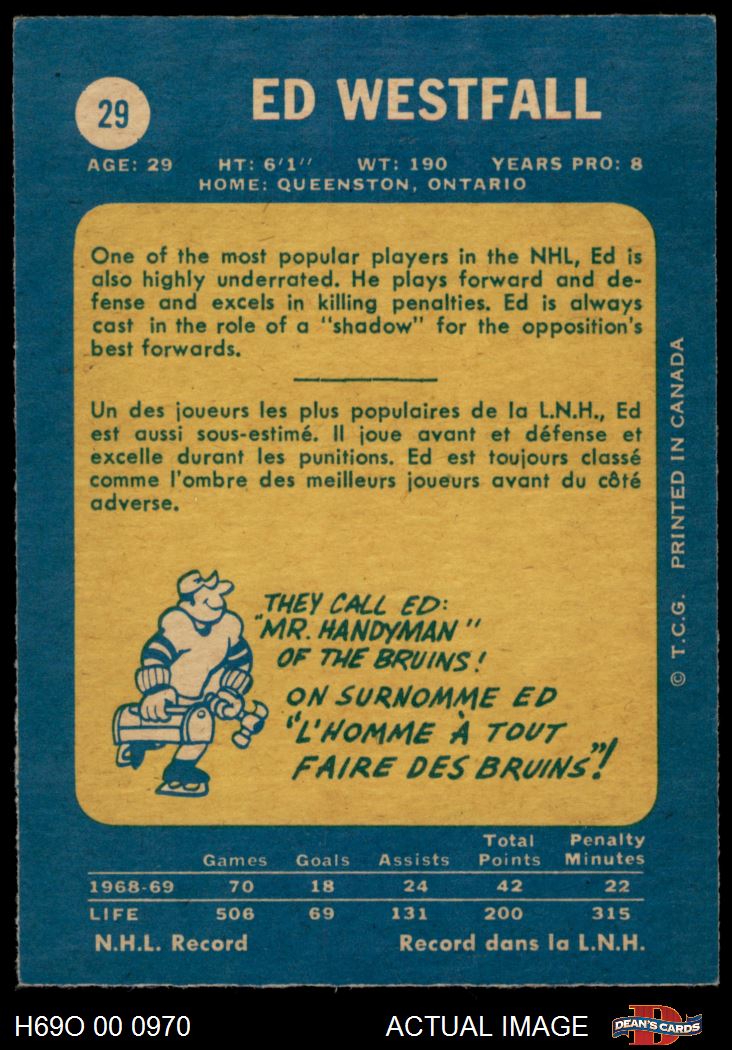 29
ED WESTFALL
AGE: 29 HT: 6'1'' WT: 190 YEARS PRO: 8
HOME: QUEENSTON, ONTARIO
One of the most popular players in the NHL, Ed is
also highly underrated. He plays forward and de-
fense and excels in killing penalties. Ed is always
cast in the role of a "shadow" for the opposition's
best forwards.
Un des joueurs les plus populaires de la L.N.H., Ed
est aussi sous-estimé. Il joue avant et défense et
excelle durant les punitions. Ed est toujours classé
comme l'ombre des meilleurs joueurs avant du côté
adverse.
THEY CALL ED:
"MR. HANDYMAN"
OF THE BRUINS!
ON SURNOMME ED
"L'HOMME À TOUT
FAIRE DES BRUINS"!
© T.C.G. PRINTED IN CANADA
Total Penalty
Games Goals Assists Points Minutes
1968-69 70 18 24 42 22
LIFE 506 69 131 200 315
N.H.L. Record Record dans la L.N.H.
H69O 00 0970 ACTUAL IMAGE DEAN'S CARDS